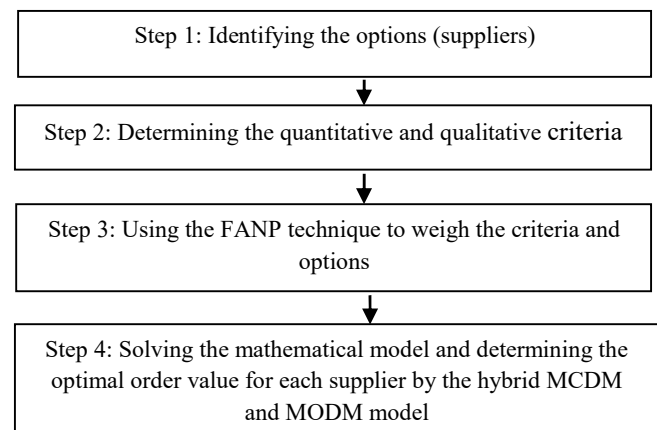 Step 1: Identifying the options (suppliers)
Step 2: Determining the quantitative and qualitative criteria
Step 3: Using the FANP technique to weigh the criteria and
options
Step 4: Solving the mathematical model and determining the
optimal order value for each supplier by the hybrid MCDM
and MODM model